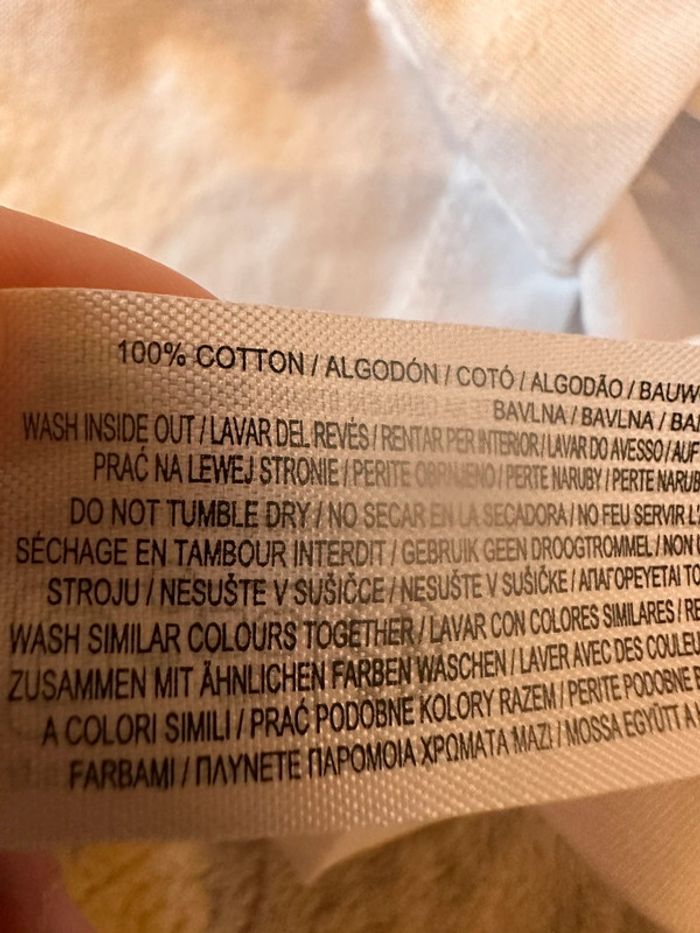 100% COTTON / ALGODÓN / COTÓ / ALGODÃO / BAUW
BAVLNA / BAVLNA / BA
WASH INSIDE OUT / LAVAR DEL REVÉS / RENTAR PER INTERIOR / LAVAR DO AVESSO / AUF
PRAĆ NA LEWEJ STRONIE / PERITE OBRNJENO / PERTE NARUBY / PERTE NARUB
DO NOT TUMBLE DRY / NO SECAR EN LA SECADORA / NO FEU SERVIR L'
SÉCHAGE EN TAMBOUR INTERDIT / GEBRUIK GEEN DROOGTROMMEL / NON
STROJU / NESUŠTE V SUŠIČCE / NESUŠTE V SUŠIČKE / ΑΠΑΓΟΡΕΥΕΤΑΙ ΤΟ
WASH SIMILAR COLOURS TOGETHER / LAVAR CON COLORES SIMILARES / RE
ZUSAMMEN MIT ÄHNLICHEN FARBEN WASCHEN / LAVER AVEC DES COULEU
A COLORI SIMILI / PRAĆ PODOBNE KOLORY RAZEM / PERITE PODOBNE
FARBAMI / ΠΛΥΝΕΤΕ ΠΑΡΟΜΟΙΑ ΧΡΩΜΑΤΑ ΜΑΖΙ / MOSSA EGYÜTT A